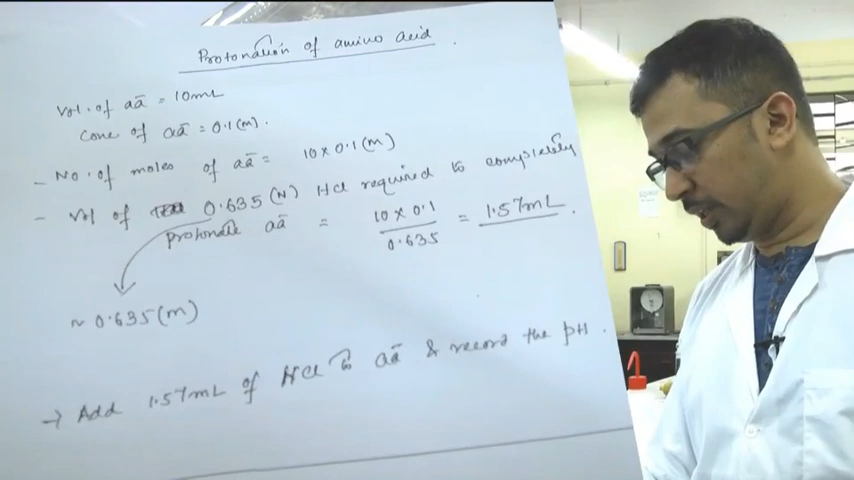 Protonation of amino acid .
Vol. of aā = 10mL
Conc of aā = 0.1(M).
- No. of moles of aā = 10 x 0.1 (M)
- Vol of 0.635 (N) HCl required to completely
protonate aā = 10 x 0.1 / 0.635 = 1.57mL .
~ 0.635 (M)
→ Add 1.57mL of HCl to aā & record the pH .